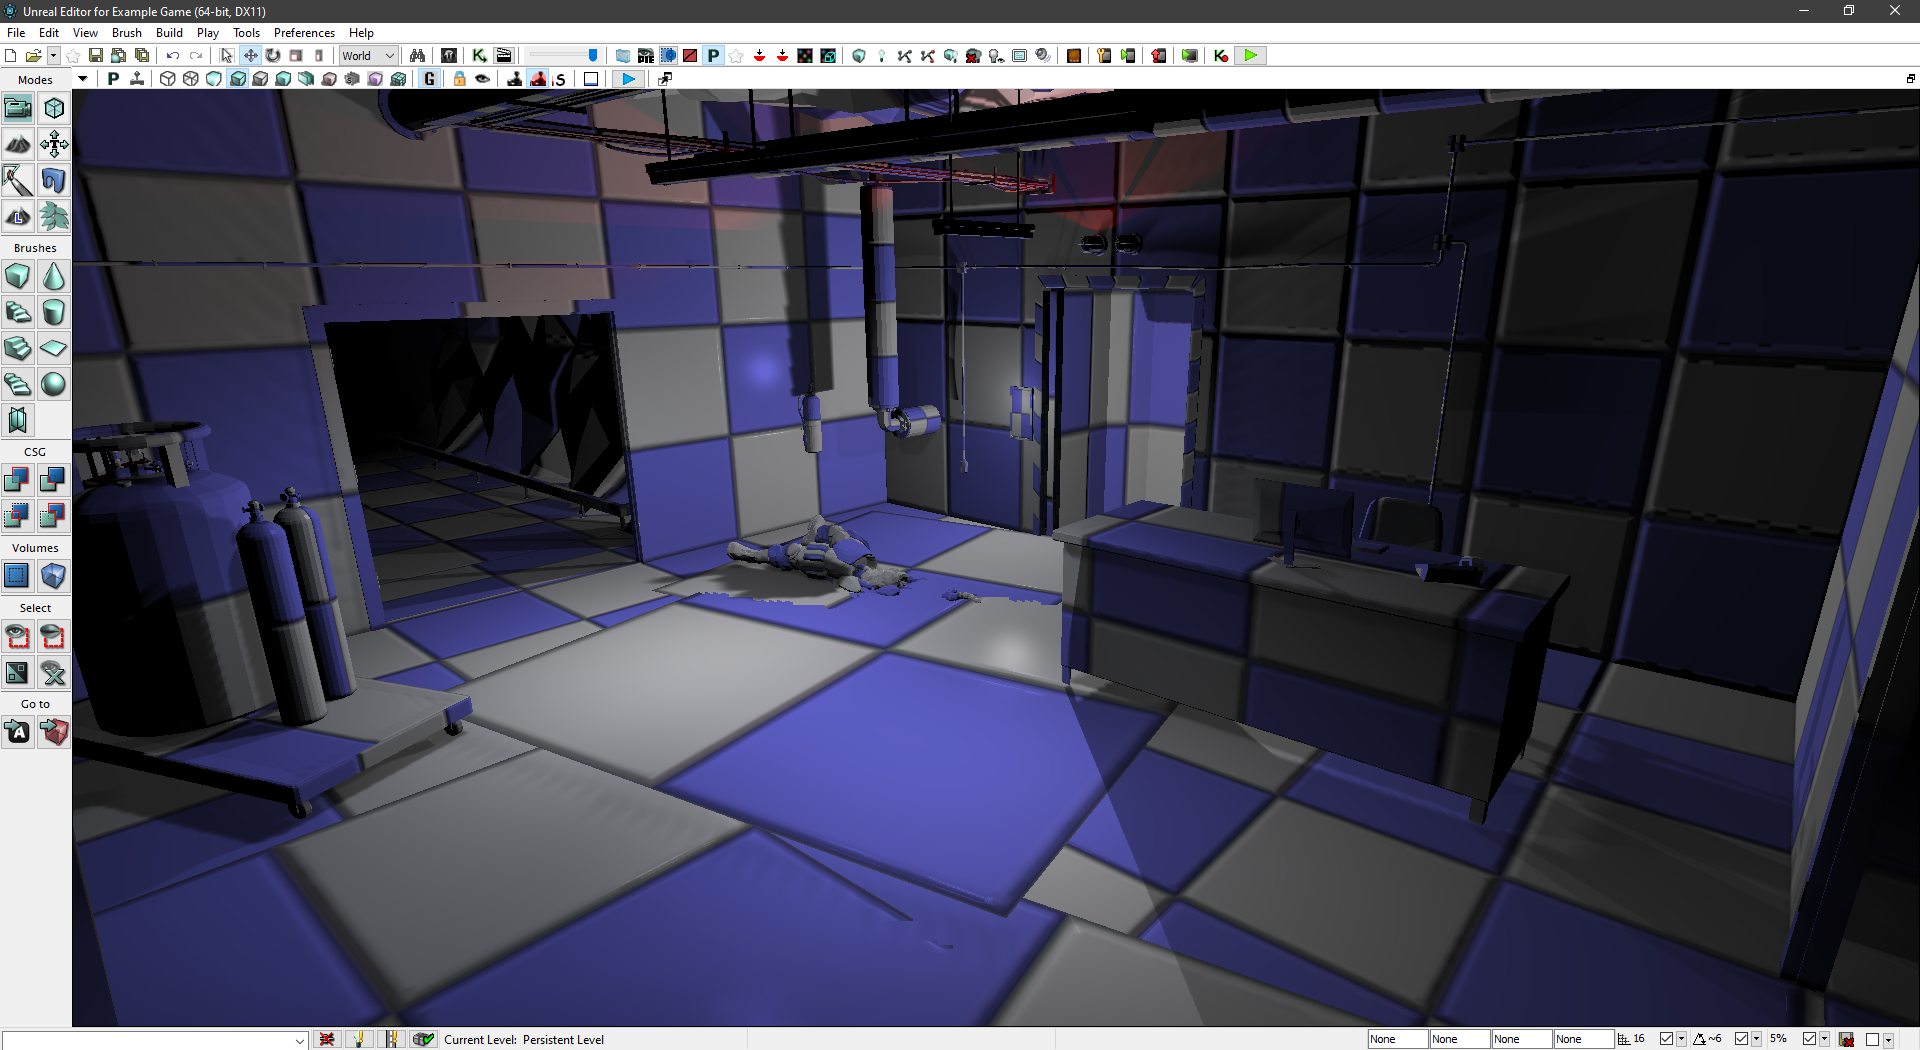 Unreal Editor for Example Game (64-bit, DX11)
File Edit View Brush Build Play Tools Preferences Help
World
P
K
Modes
P
G
S
L
Brushes
CSG
Volumes
Select
Go to
A
Current Level: Persistent Level
None None None None 16 ~6 5%